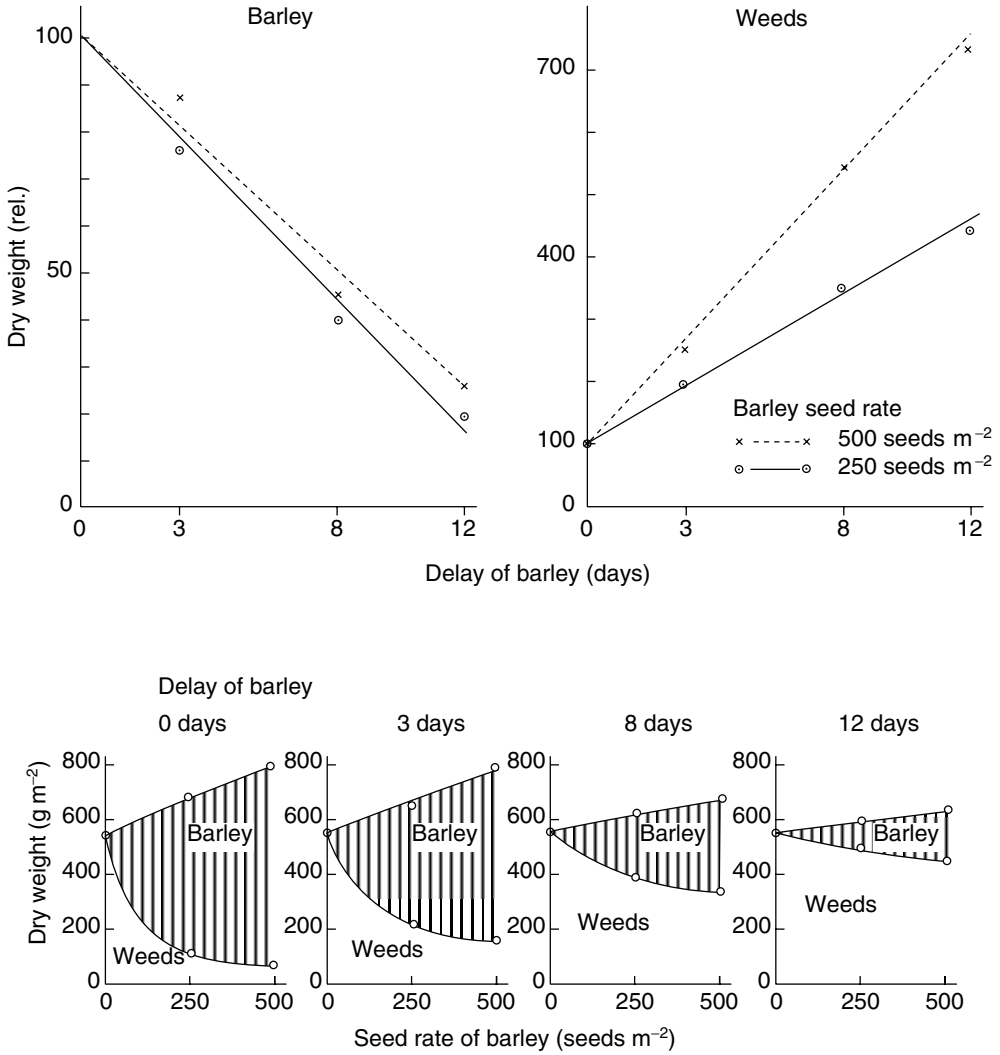 Barley
Weeds
Dry weight (rel.)
100
50
0
0 3 8 12
700
400
100
0
0 3 8 12
Barley seed rate
500 seeds m⁻²
250 seeds m⁻²
Delay of barley (days)
Delay of barley
0 days
3 days
8 days
12 days
Dry weight (g m⁻²)
800
600
400
200
0
Barley
Weeds
0 250 500
800
600
400
200
0
Barley
Weeds
0 250 500
800
600
400
200
0
Barley
Weeds
0 250 500
800
600
400
200
0
Barley
Weeds
0 250 500
Seed rate of barley (seeds m⁻²)